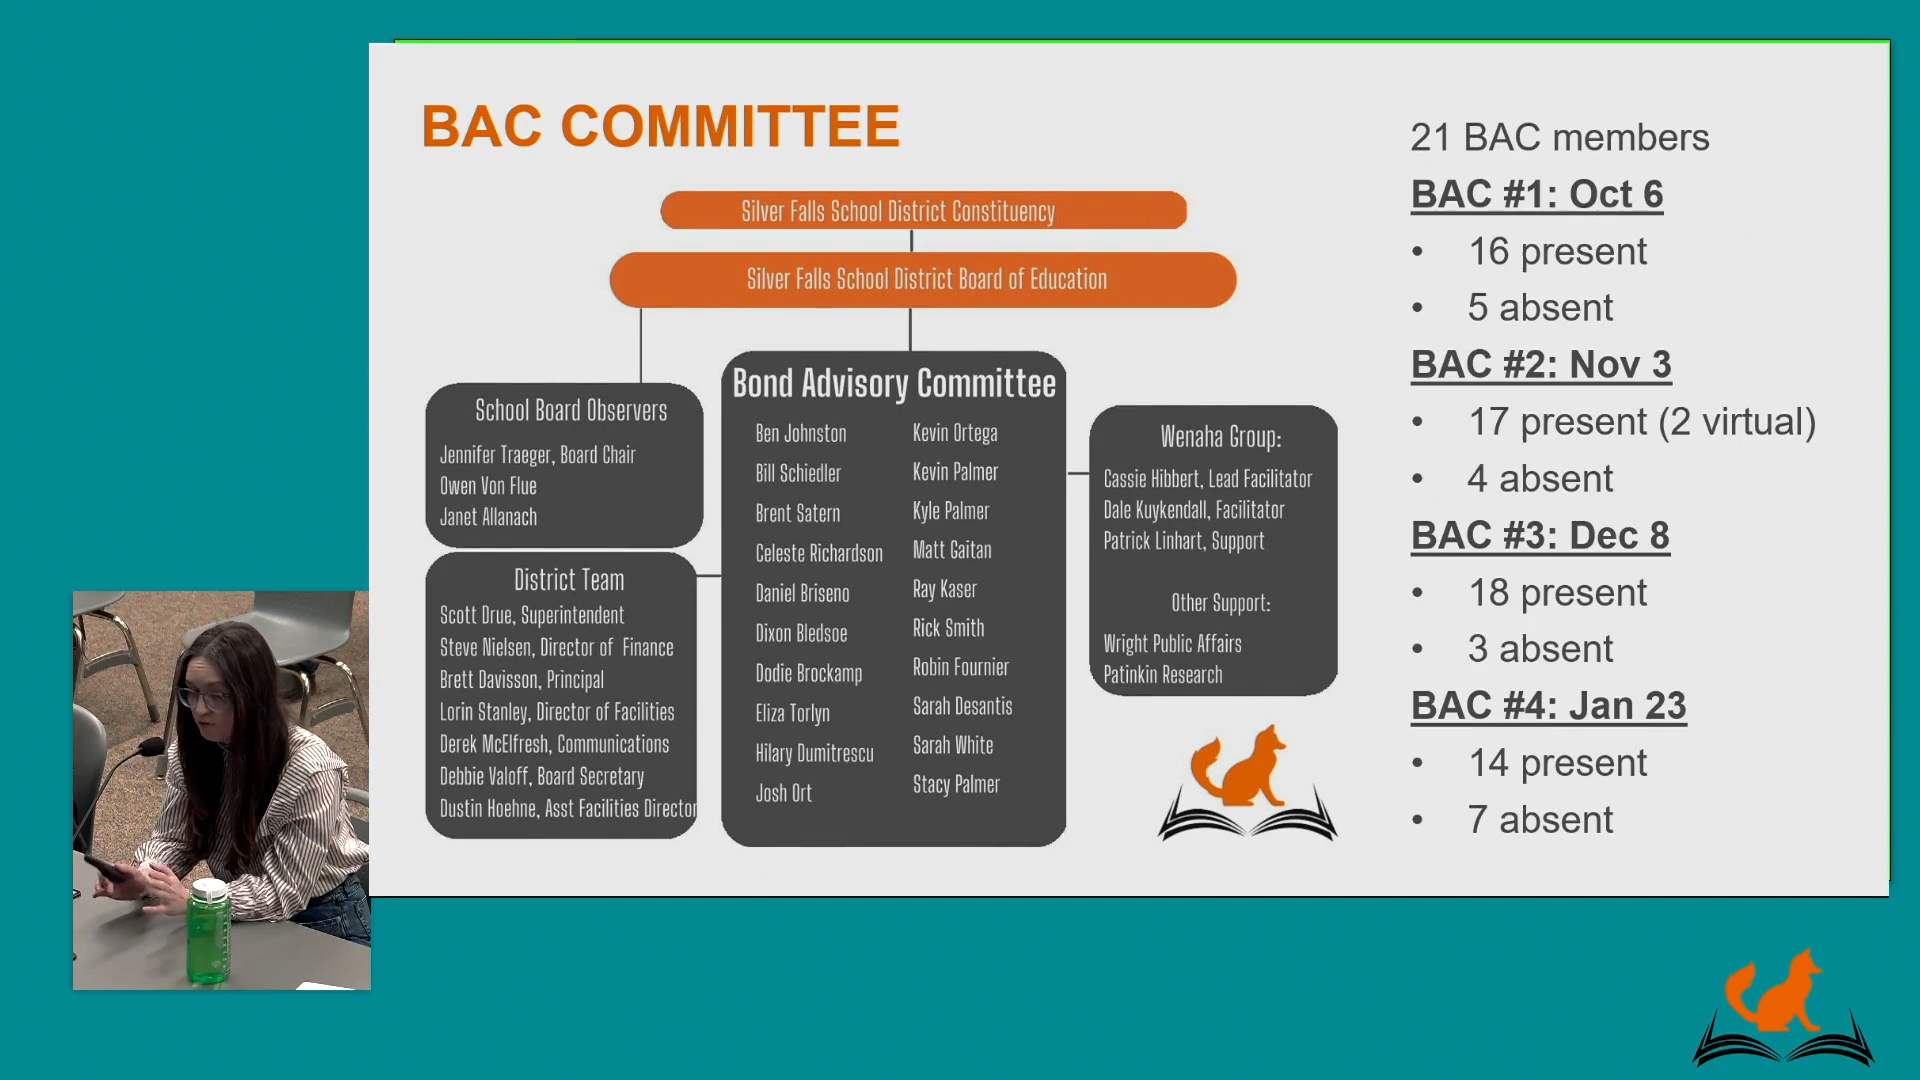 BAC COMMITTEE
Silver Falls School District Constituency
Silver Falls School District Board of Education
School Board Observers
Jennifer Traeger, Board Chair
Owen Von Flue
Janet Allanach
District Team
Scott Drue, Superintendent
Steve Nielsen, Director of Finance
Brett Davisson, Principal
Lorin Stanley, Director of Facilities
Derek McElfresh, Communications
Debbie Valoff, Board Secretary
Dustin Hoehne, Asst Facilities Director
Bond Advisory Committee
Ben Johnston
Bill Schiedler
Brent Satern
Celeste Richardson
Daniel Briseno
Dixon Bledsoe
Dodie Brockamp
Eliza Torlyn
Hilary Dumitrescu
Josh Ort
Kevin Ortega
Kevin Palmer
Kyle Palmer
Matt Gaitan
Ray Kaser
Rick Smith
Robin Fournier
Sarah Desantis
Sarah White
Stacy Palmer
Wenaha Group:
Cassie Hibbert, Lead Facilitator
Dale Kuykendall, Facilitator
Patrick Linhart, Support
Other Support:
Wright Public Affairs
Patinkin Research
21 BAC members
BAC #1: Oct 6
• 16 present
• 5 absent
BAC #2: Nov 3
• 17 present (2 virtual)
• 4 absent
BAC #3: Dec 8
• 18 present
• 3 absent
BAC #4: Jan 23
• 14 present
• 7 absent